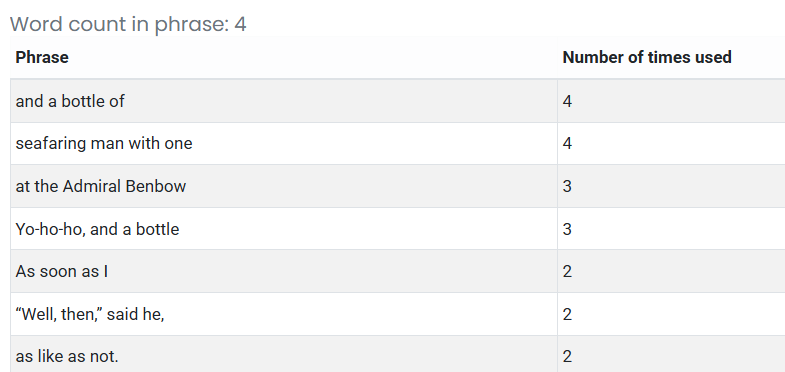 Word count in phrase: 4
Phrase Number of times used
and a bottle of 4
seafaring man with one 4
at the Admiral Benbow 3
Yo-ho-ho, and a bottle 3
As soon as I 2
“Well, then,” said he, 2
as like as not. 2